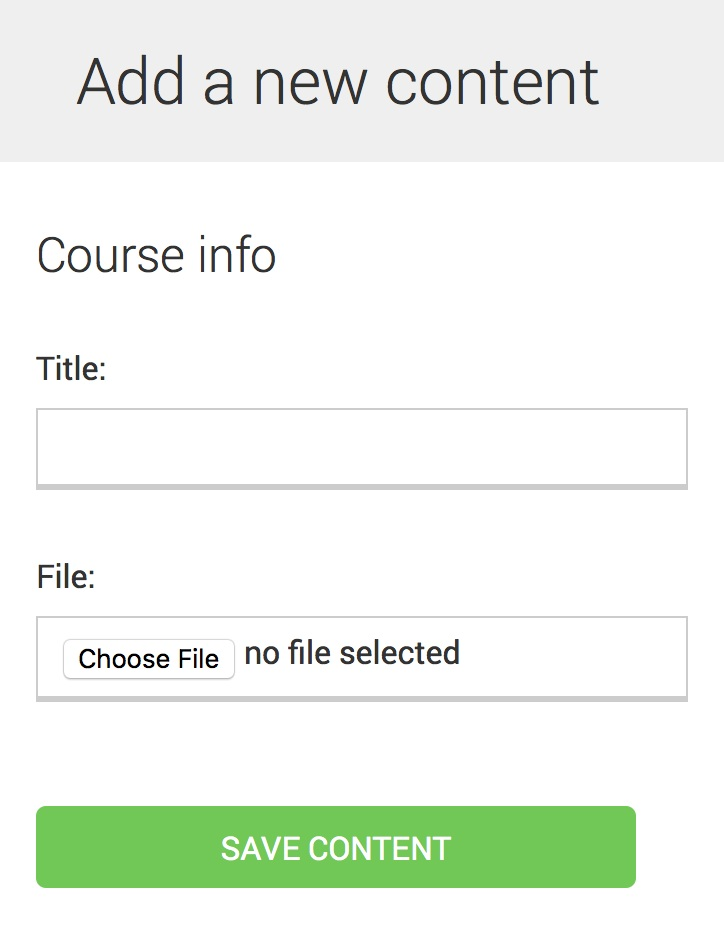 Add a new content
Course info
Title:
File:
Choose File no file selected
SAVE CONTENT